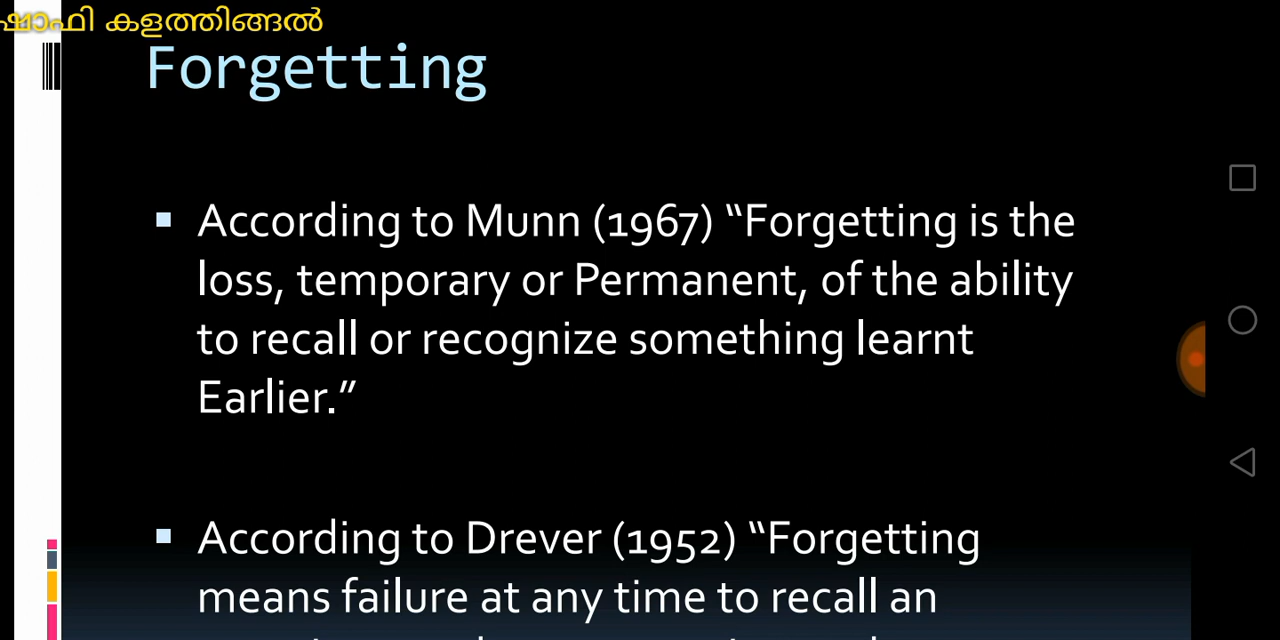 ഷാഫി കളത്തിങ്ങൽ
Forgetting
According to Munn (1967) “Forgetting is the
loss, temporary or Permanent, of the ability
to recall or recognize something learnt
Earlier.”
According to Drever (1952) “Forgetting
means failure at any time to recall an